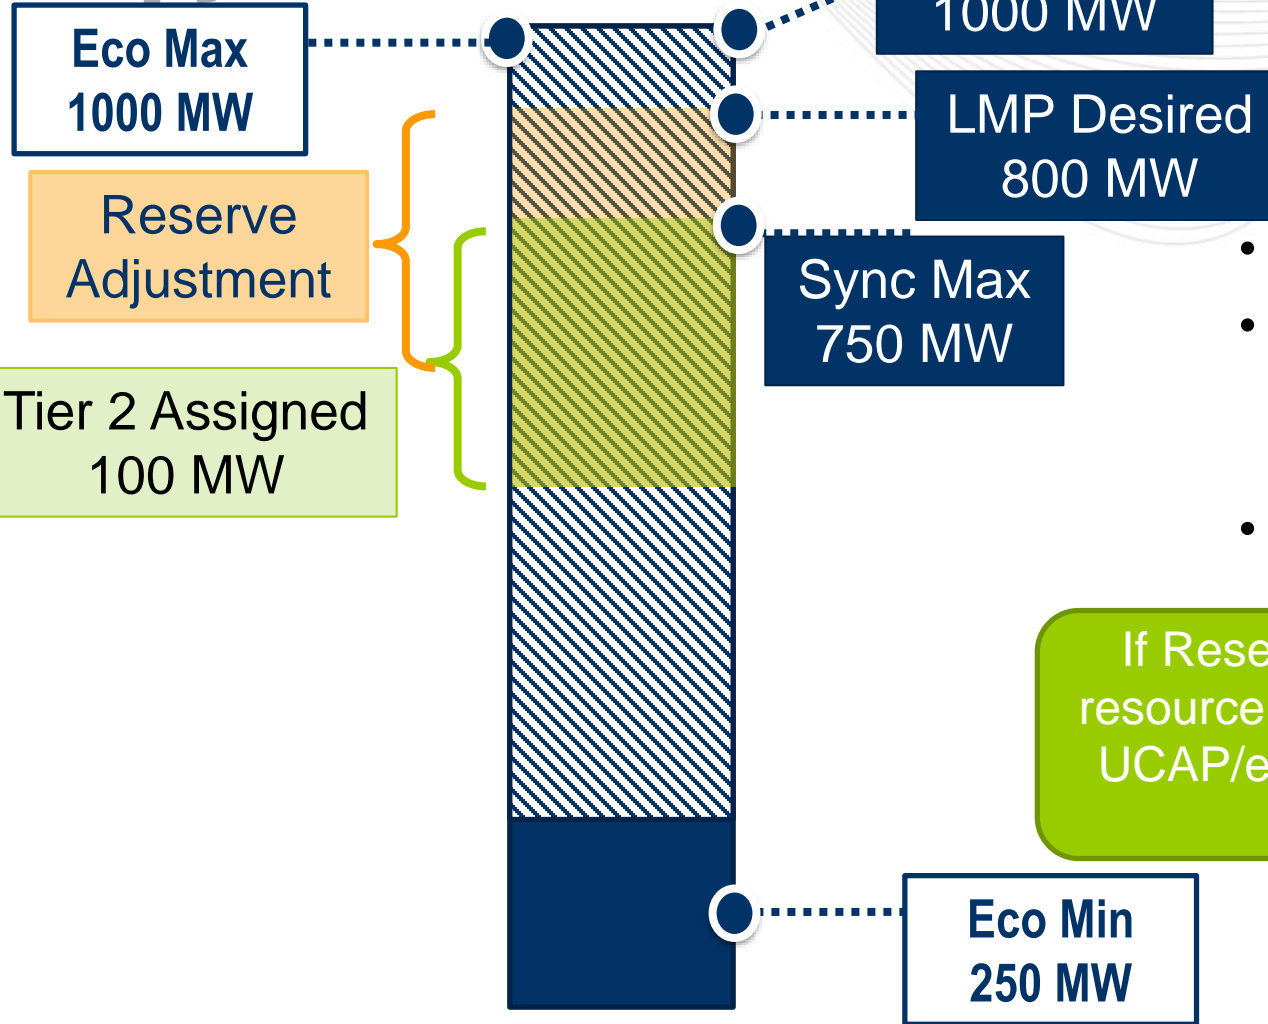 1000 MW
Eco Max
1000 MW
LMP Desired
800 MW
Reserve
Adjustment
Sync Max
750 MW
Tier 2 Assigned
100 MW
If Rese
resource
UCAP/e
Eco Min
250 MW